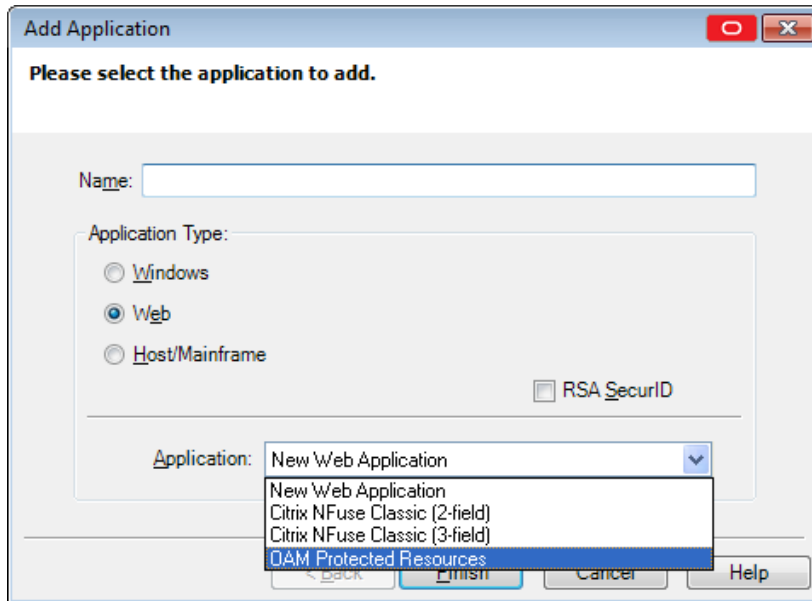 Add Application
Please select the application to add.
Name:
Application Type:
Windows
Web
Host/Mainframe
RSA SecurID
Application: New Web Application
New Web Application
Citrix NFuse Classic (2-field)
Citrix NFuse Classic (3-field)
OAM Protected Resources
< Back Finish Cancel Help